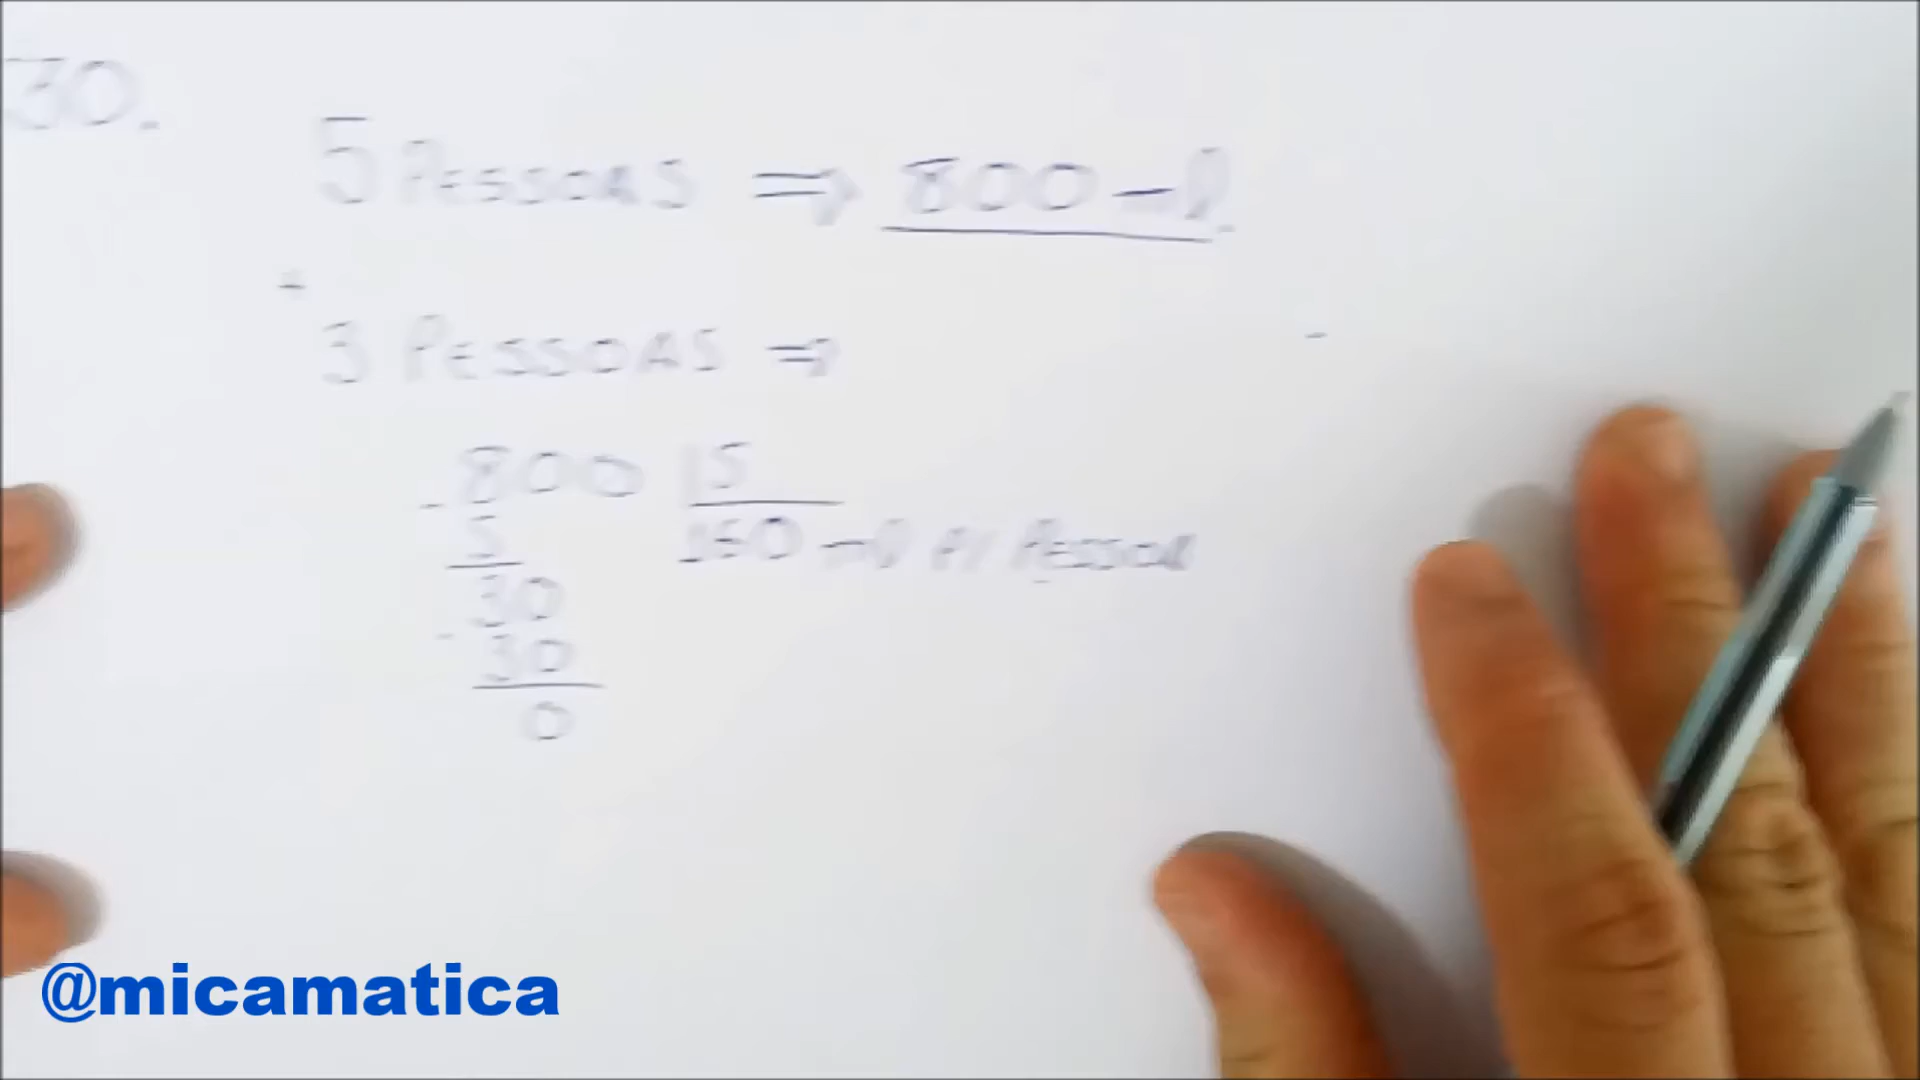 30.
5 PESSOAS ⇒ 800 ml
3 PESSOAS ⇒
- 800 | 5
5 160 ml P/ PESSOA
30
- 30
0
@micamatica